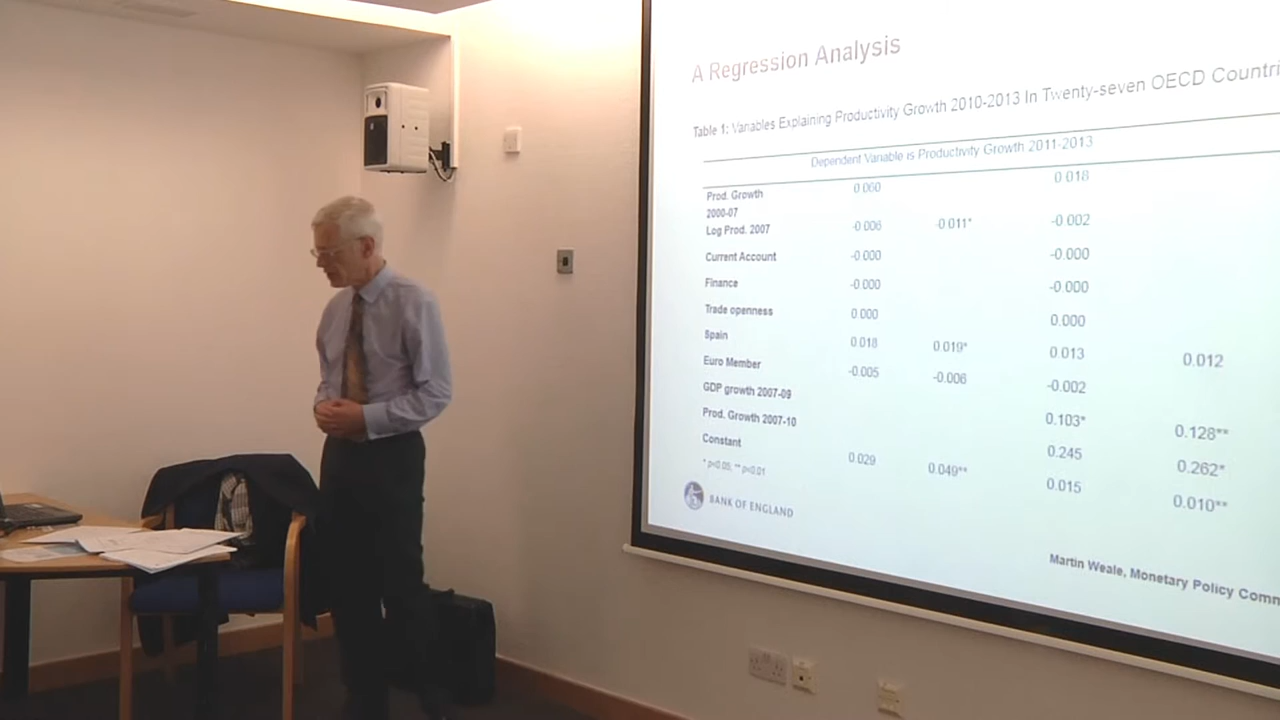 A Regression Analysis
Table 1: Variables Explaining Productivity Growth 2010-2013 In Twenty-seven OECD Countri
Dependent Variable is Productivity Growth 2011-2013
Prod. Growth 0.060 0.018
2000-07
Log Prod. 2007 -0.006 -0.011* -0.002
Current Account -0.000 -0.000
Finance -0.000 -0.000
Trade openness 0.000 0.000
Spain 0.018 0.019* 0.013 0.012
Euro Member -0.005 -0.006 -0.002
GDP growth 2007-09 0.103* 0.128**
Prod. Growth 2007-10 0.245 0.262*
Constant 0.029 0.049** 0.015 0.010**
* p<0.05; ** p<0.01
BANK OF ENGLAND
Martin Weale, Monetary Policy Comm